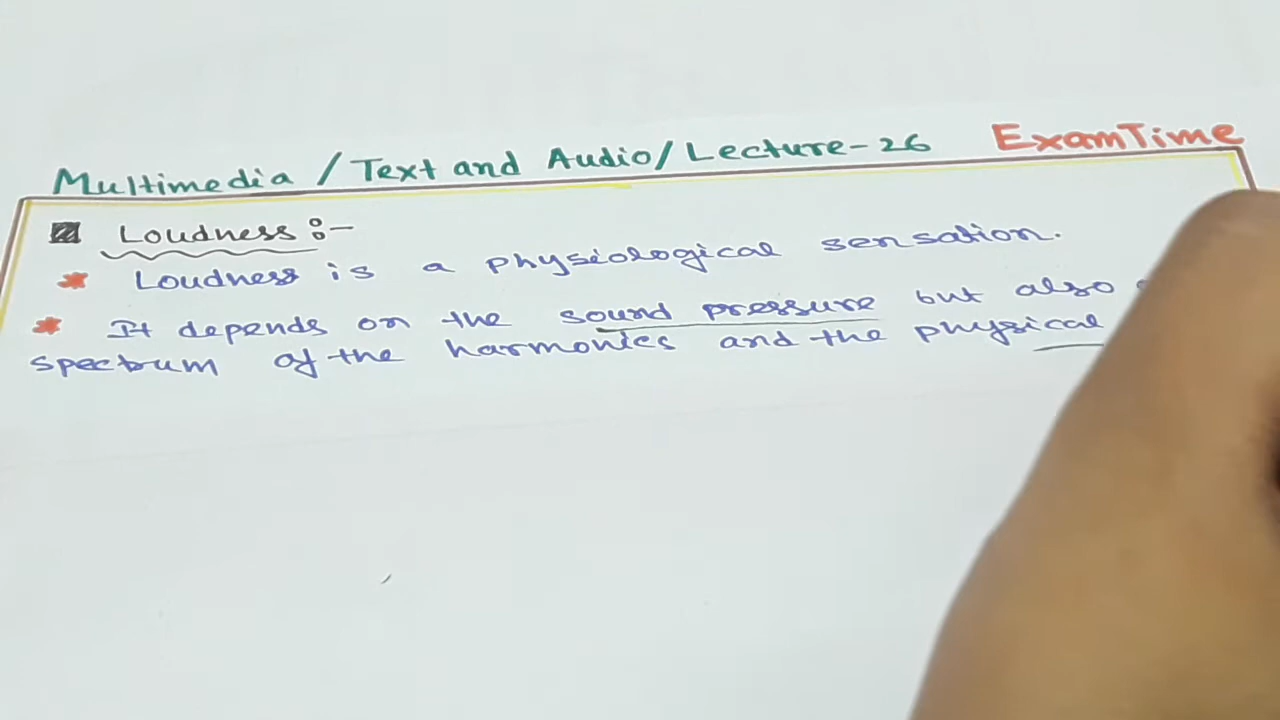 Multimedia / Text and Audio / Lecture-26 ExamTime
Loudness :-
* Loudness is a physiological sensation.
* It depends on the sound pressure but also
spectrum of the harmonics and the physical